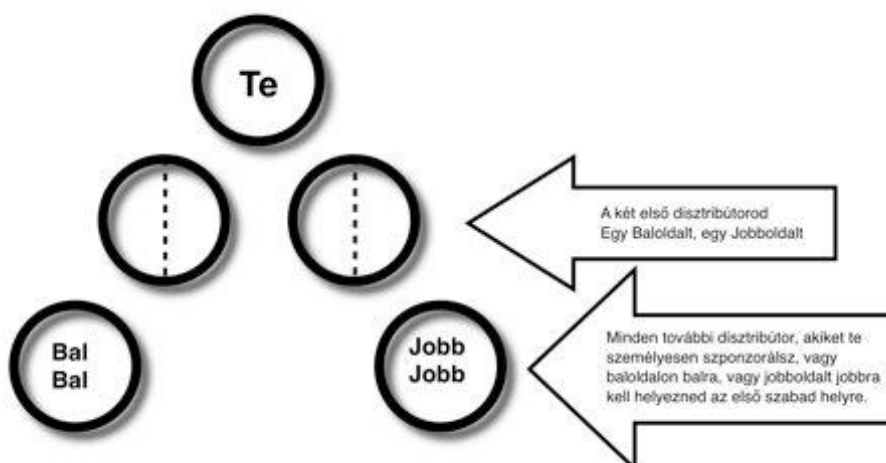 Te
A két első disztribútorod
Egy Baloldalt, egy Jobboldalt
Bal
Bal
Jobb
Jobb
Minden további disztribútor, akiket te
személyesen szponzorálsz, vagy
baloldalon balra, vagy jobboldalt jobbra
kell helyezned az első szabad helyre.